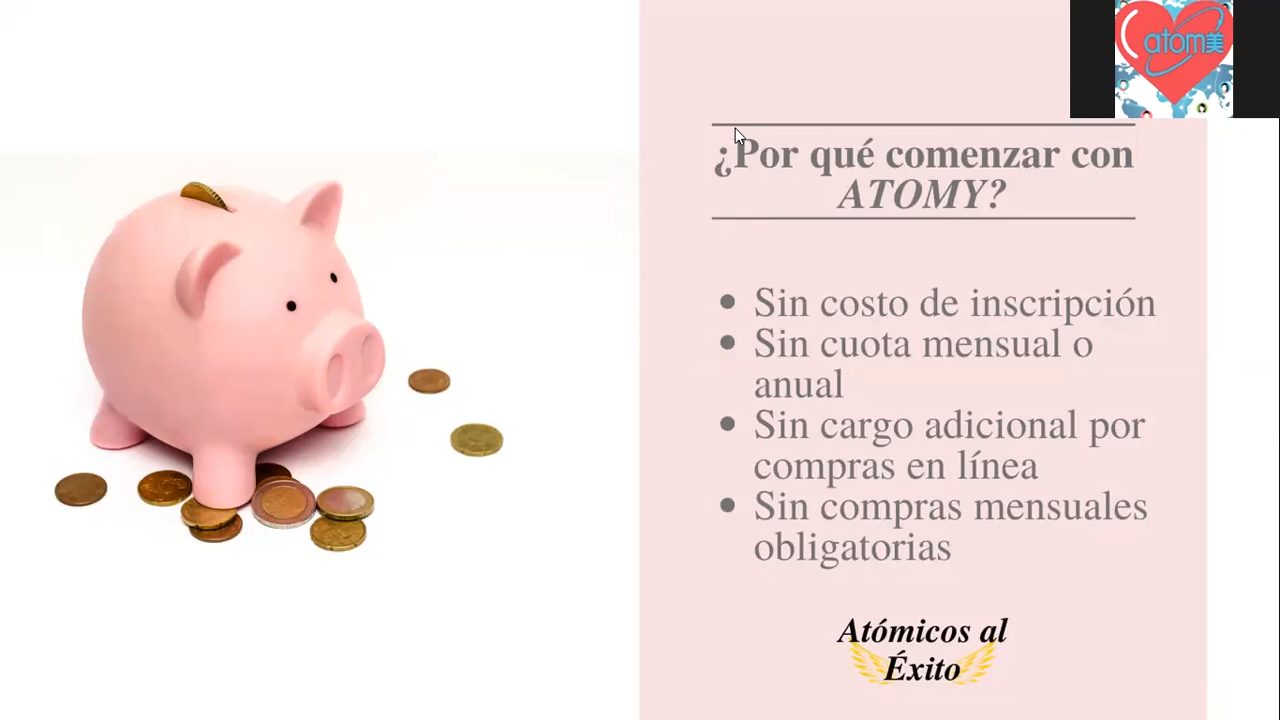 atom美
¿Por qué comenzar con
ATOMY?
Sin costo de inscripción
Sin cuota mensual o
anual
Sin cargo adicional por
compras en línea
Sin compras mensuales
obligatorias
Atómicos al
Éxito